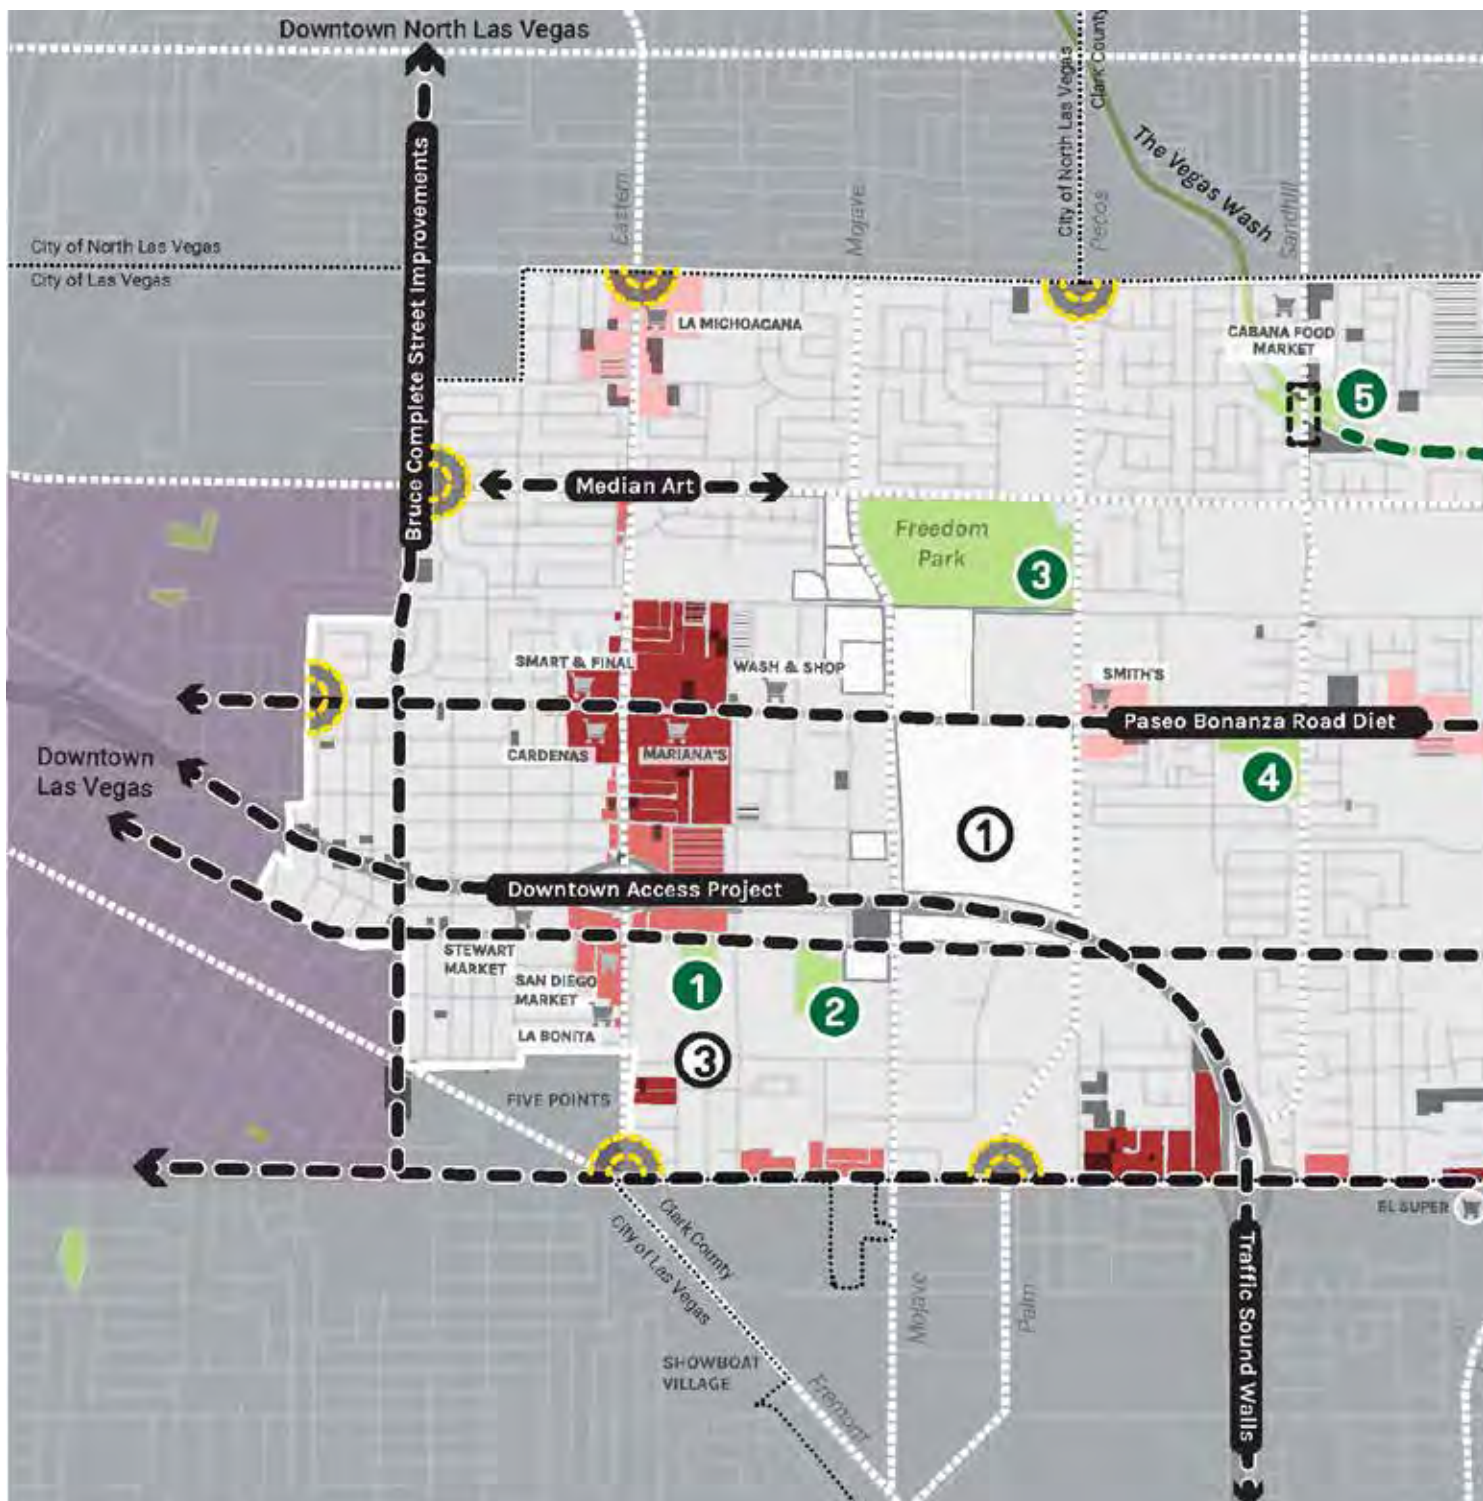 Downtown North Las Vegas
City of North Las Vegas
Clark County
The Vegas Wash
Bruce Complete Street Improvements
Eastern
Mojave
Pecos
Sandhill
City of North Las Vegas
City of Las Vegas
LA MICHOACANA
CABANA FOOD
MARKET
5
Median Art
Freedom
Park
3
SMART & FINAL
WASH & SHOP
SMITH'S
Paseo Bonanza Road Diet
CARDENAS
MARIANA'S
Downtown
Las Vegas
4
1
Downtown Access Project
STEWART
MARKET
SAN DIEGO
MARKET
LA BONITA
1
2
3
FIVE POINTS
EL SUPER
Clark County
City of Las Vegas
Mojave
Palm
Traffic Sound Walls
SHOWBOAT
VILLAGE
Fremont